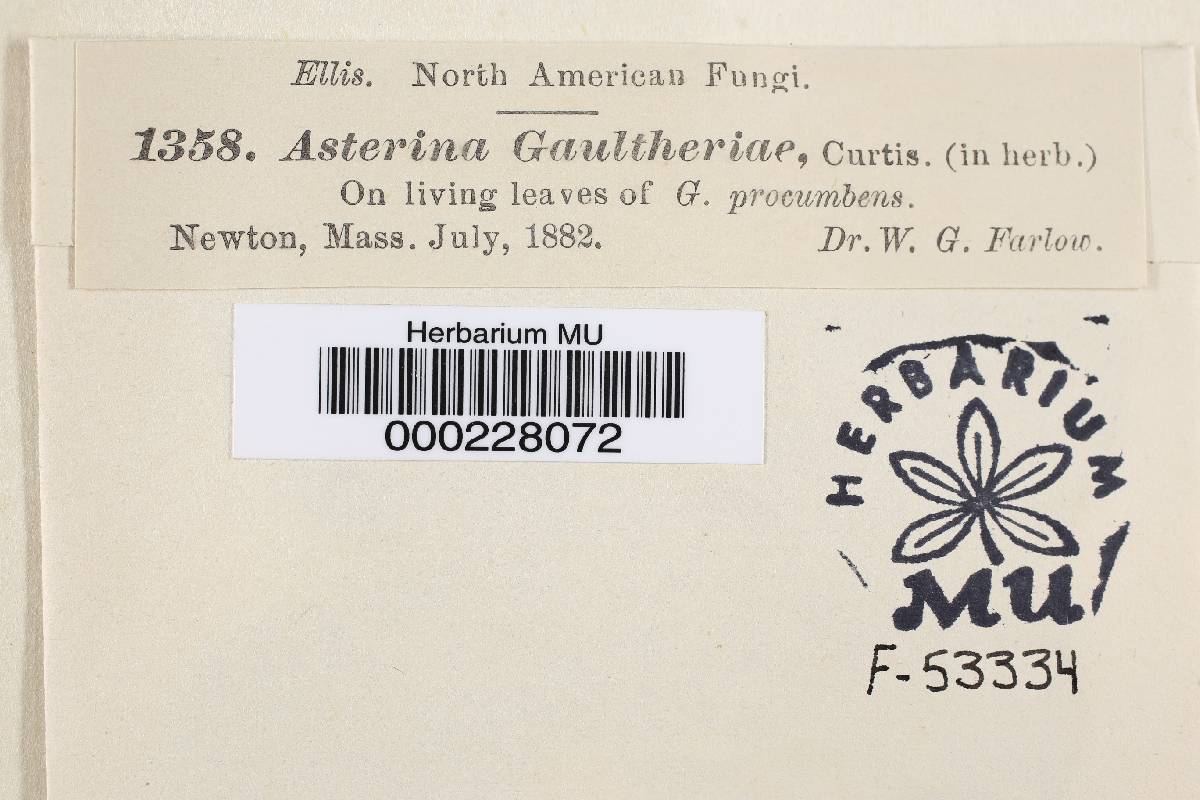 Ellis. North American Fungi.
1358. Asterina Gaultheriae, Curtis. (in herb.)
On living leaves of G. procumbens.
Newton, Mass. July, 1882. Dr. W. G. Farlow.
Herbarium MU
000228072
HERBARIUM
MU
F-53334